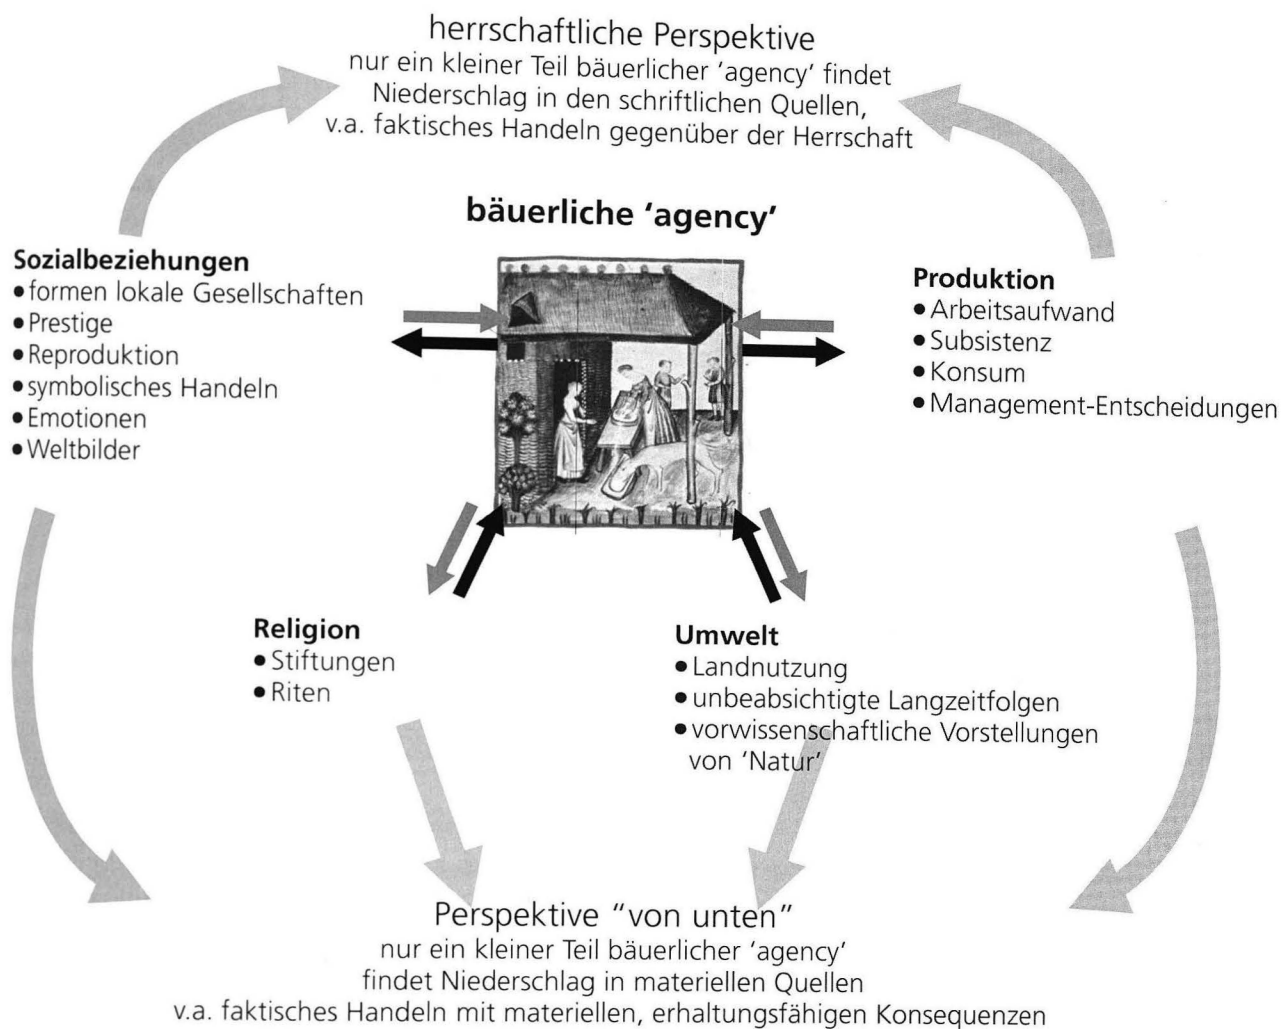 herrschaftliche Perspektive
nur ein kleiner Teil bäuerlicher ‘agency’ findet
Niederschlag in den schriftlichen Quellen,
v.a. faktisches Handeln gegenüber der Herrschaft
bäuerliche ‘agency’
Sozialbeziehungen
• formen lokale Gesellschaften
• Prestige
• Reproduktion
• symbolisches Handeln
• Emotionen
• Weltbilder
Produktion
• Arbeitsaufwand
• Subsistenz
• Konsum
• Management-Entscheidungen
Religion
• Stiftungen
• Riten
Umwelt
• Landnutzung
• unbeabsichtigte Langzeitfolgen
• vorwissenschaftliche Vorstellungen
von ‘Natur’
Perspektive “von unten”
nur ein kleiner Teil bäuerlicher ‘agency’
findet Niederschlag in materiellen Quellen
v.a. faktisches Handeln mit materiellen, erhaltungsfähigen Konsequenzen